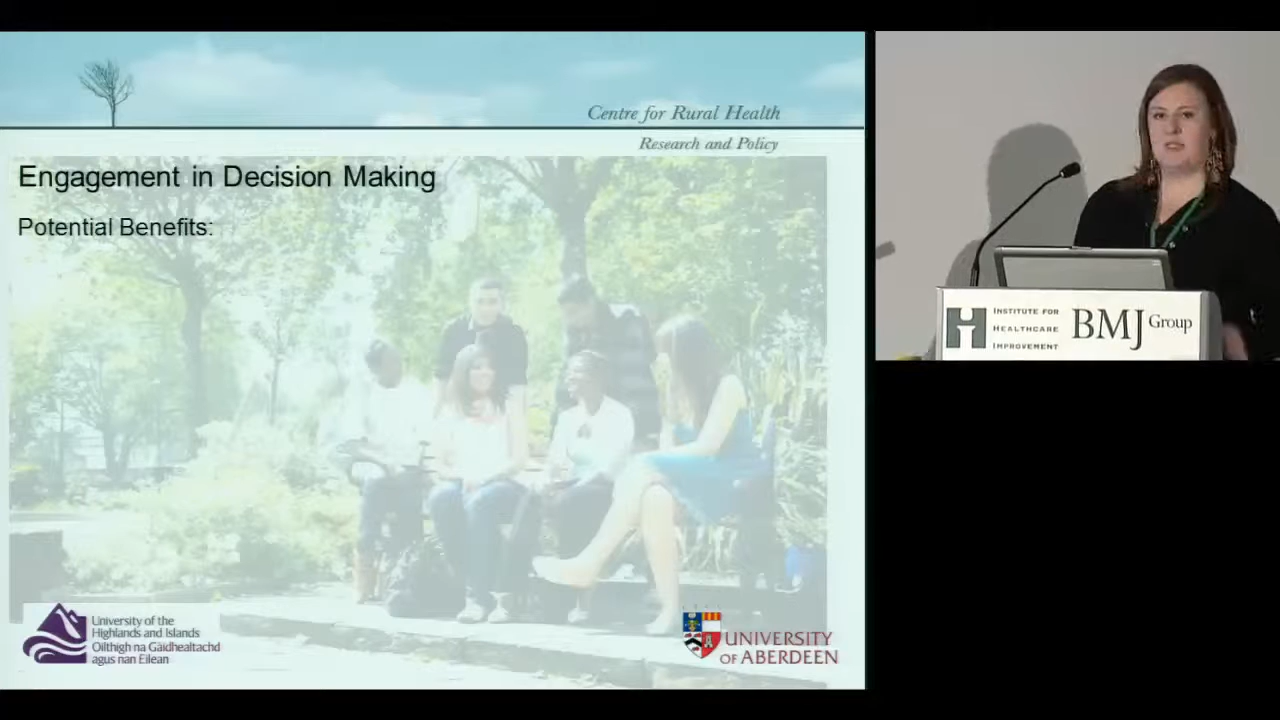 Centre for Rural Health
Research and Policy
Engagement in Decision Making
Potential Benefits:
University of the
Highlands and Islands
Oilthigh na Gàidhealtachd
agus nan Eilean
UNIVERSITY
OF ABERDEEN
INSTITUTE FOR
HEALTHCARE
IMPROVEMENT
BMJ Group